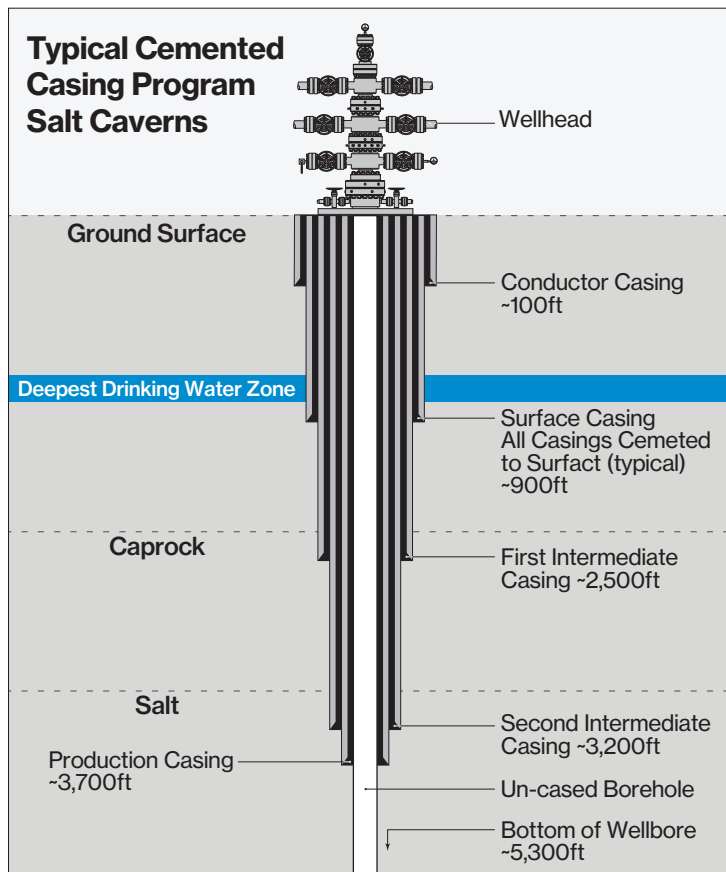 Typical Cemented
Casing Program
Salt Caverns
Wellhead
Ground Surface
Conductor Casing
~100ft
Deepest Drinking Water Zone
Surface Casing
All Casings Cemeted
to Surfact (typical)
~900ft
Caprock
First Intermediate
Casing ~2,500ft
Salt
Second Intermediate
Casing ~3,200ft
Production Casing
~3,700ft
Un-cased Borehole
Bottom of Wellbore
~5,300ft